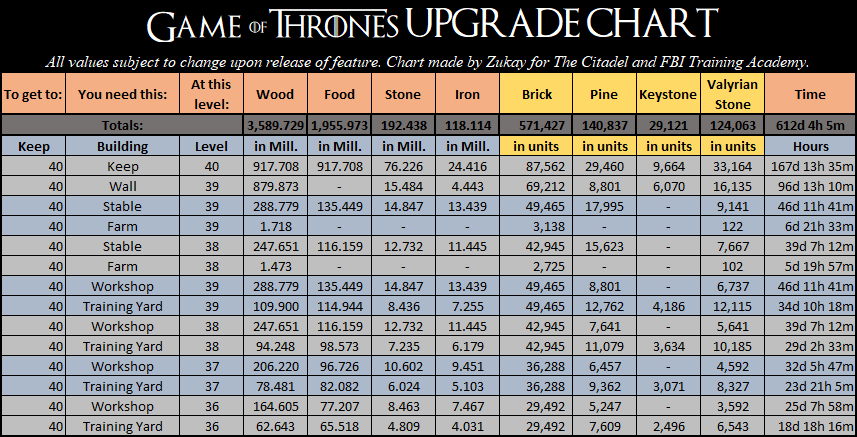 GAME OF THRONES UPGRADE CHART
All values subject to change upon release of feature. Chart made by Zukay for The Citadel and FBI Training Academy.
To get to: You need this: At this level: Wood Food Stone Iron Brick Pine Keystone Valyrian Stone Time
Totals: 3,589.729 1,955.973 192.438 118.114 571,427 140,837 29,121 124,063 612d 4h 5m
Keep Building Level in Mill. in Mill. in Mill. in Mill. in units in units in units in units Hours
40 Keep 40 917.708 917.708 76.226 24.416 87,562 29,460 9,664 33,164 167d 13h 35m
40 Wall 39 879.873 - 15.484 4.443 69,212 8,801 6,070 16,135 96d 13h 10m
40 Stable 39 288.779 135.449 14.847 13.439 49,465 17,995 - 9,141 46d 11h 41m
40 Farm 39 1.718 - - - 3,138 - - 122 6d 21h 33m
40 Stable 38 247.651 116.159 12.732 11.445 42,945 15,623 - 7,667 39d 7h 12m
40 Farm 38 1.473 - - - 2,725 - - 102 5d 19h 57m
40 Workshop 39 288.779 135.449 14.847 13.439 49,465 8,801 - 6,737 46d 11h 41m
40 Training Yard 39 109.900 114.944 8.436 7.255 49,465 12,762 4,186 12,115 34d 10h 18m
40 Workshop 38 247.651 116.159 12.732 11.445 42,945 7,641 - 5,641 39d 7h 12m
40 Training Yard 38 94.248 98.573 7.235 6.179 42,945 11,079 3,634 10,185 29d 2h 33m
40 Workshop 37 206.220 96.726 10.602 9.451 36,288 6,457 - 4,592 32d 5h 47m
40 Training Yard 37 78.481 82.082 6.024 5.103 36,288 9,362 3,071 8,327 23d 21h 5m
40 Workshop 36 164.605 77.207 8.463 7.467 29,492 5,247 - 3,592 25d 7h 58m
40 Training Yard 36 62.643 65.518 4.809 4.031 29,492 7,609 2,496 6,543 18d 18h 16m